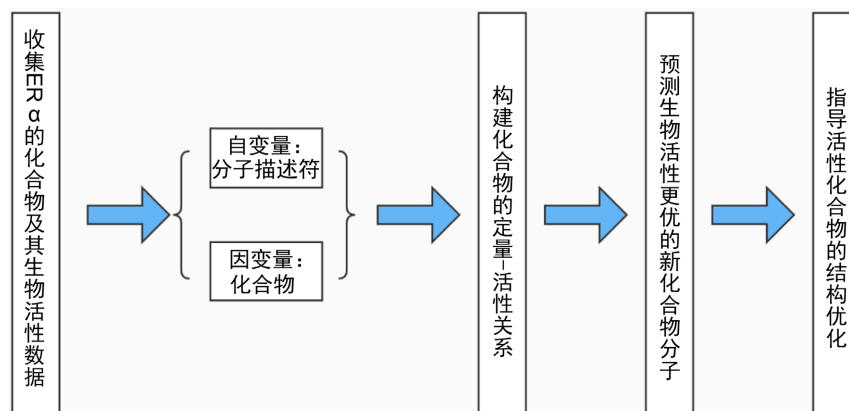 收集ERα的化合物及其生物活性数据
自变量：
分子描述符
因变量：
化合物
构建化合物的定量-活性关系
预测生物活性更优的新化合物分子
指导活性化合物的结构优化